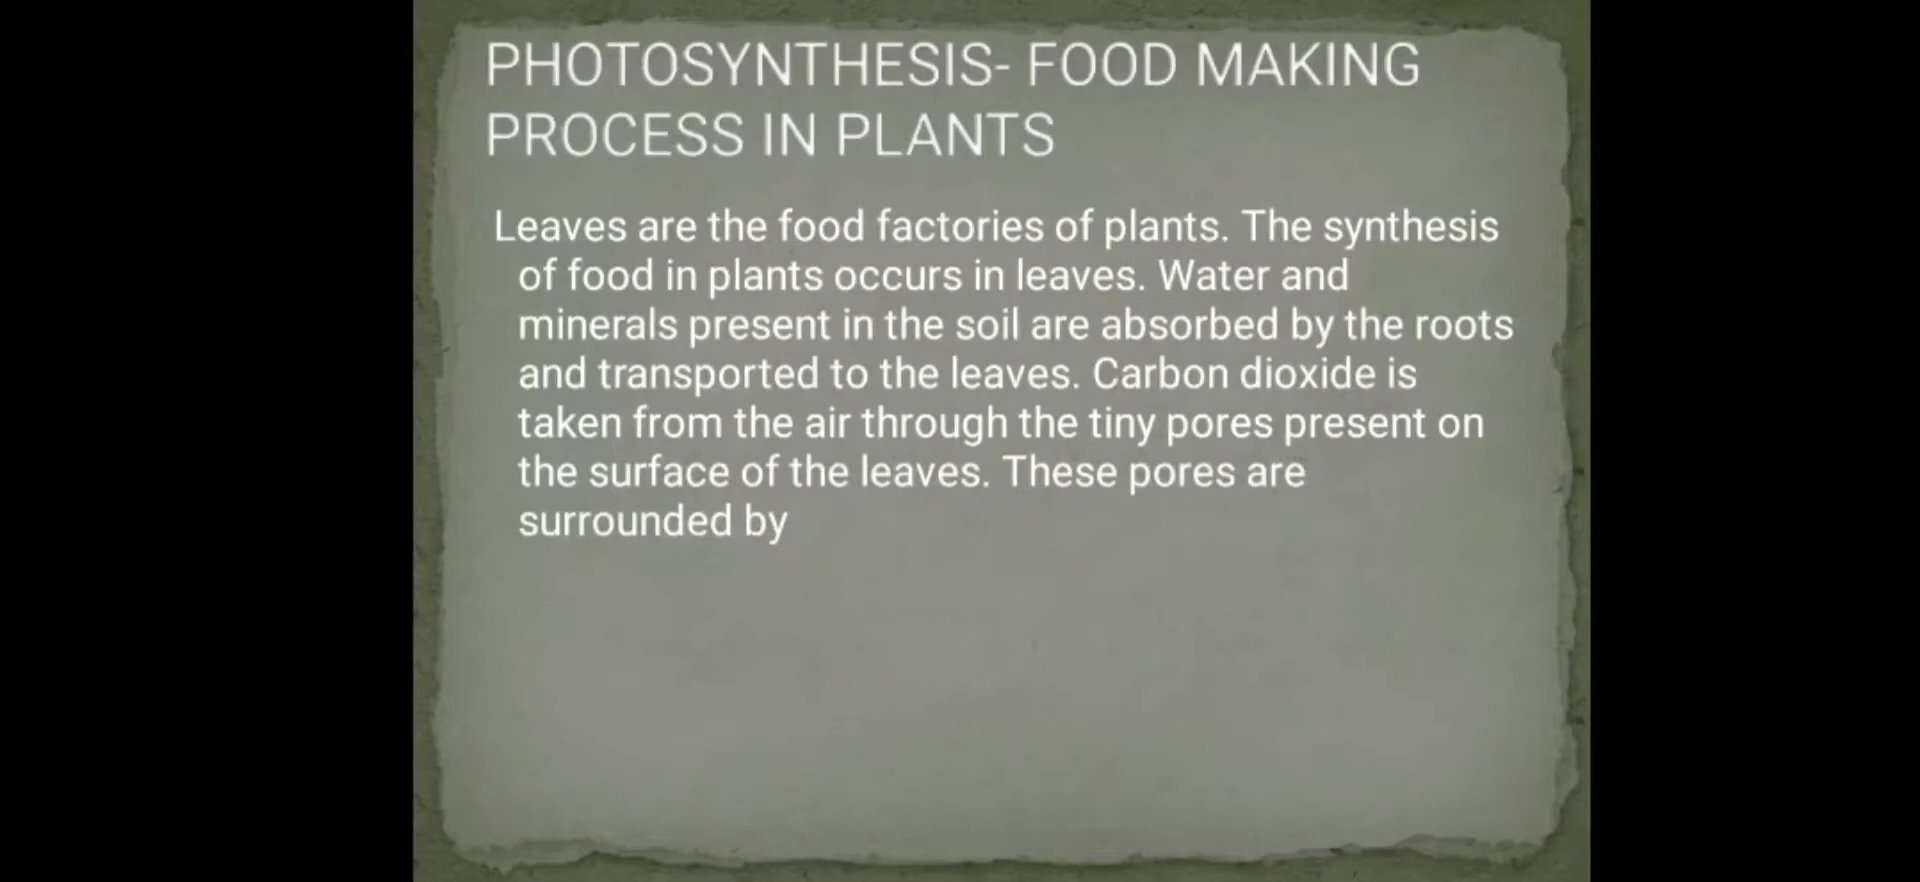 PHOTOSYNTHESIS- FOOD MAKING
PROCESS IN PLANTS
Leaves are the food factories of plants. The synthesis
of food in plants occurs in leaves. Water and
minerals present in the soil are absorbed by the roots
and transported to the leaves. Carbon dioxide is
taken from the air through the tiny pores present on
the surface of the leaves. These pores are
surrounded by